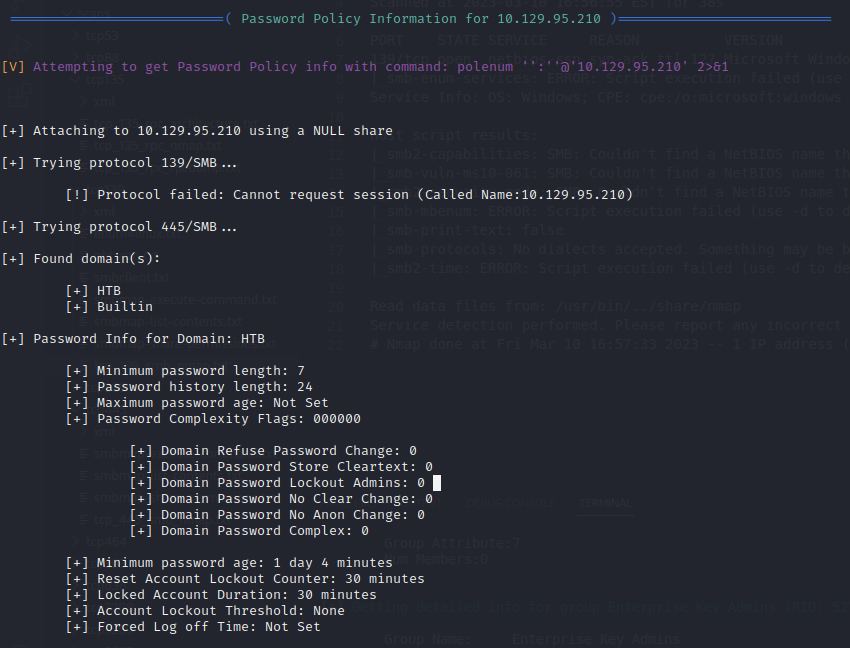 ( Password Policy Information for 10.129.95.210 )
[V] Attempting to get Password Policy info with command: polenum '':''@'10.129.95.210' 2>&1
[+] Attaching to 10.129.95.210 using a NULL share
[+] Trying protocol 139/SMB...
[!] Protocol failed: Cannot request session (Called Name:10.129.95.210)
[+] Trying protocol 445/SMB...
[+] Found domain(s):
[+] HTB
[+] Builtin
[+] Password Info for Domain: HTB
[+] Minimum password length: 7
[+] Password history length: 24
[+] Maximum password age: Not Set
[+] Password Complexity Flags: 000000
[+] Domain Refuse Password Change: 0
[+] Domain Password Store Cleartext: 0
[+] Domain Password Lockout Admins: 0
[+] Domain Password No Clear Change: 0
[+] Domain Password No Anon Change: 0
[+] Domain Password Complex: 0
[+] Minimum password age: 1 day 4 minutes
[+] Reset Account Lockout Counter: 30 minutes
[+] Locked Account Duration: 30 minutes
[+] Account Lockout Threshold: None
[+] Forced Log off Time: Not Set